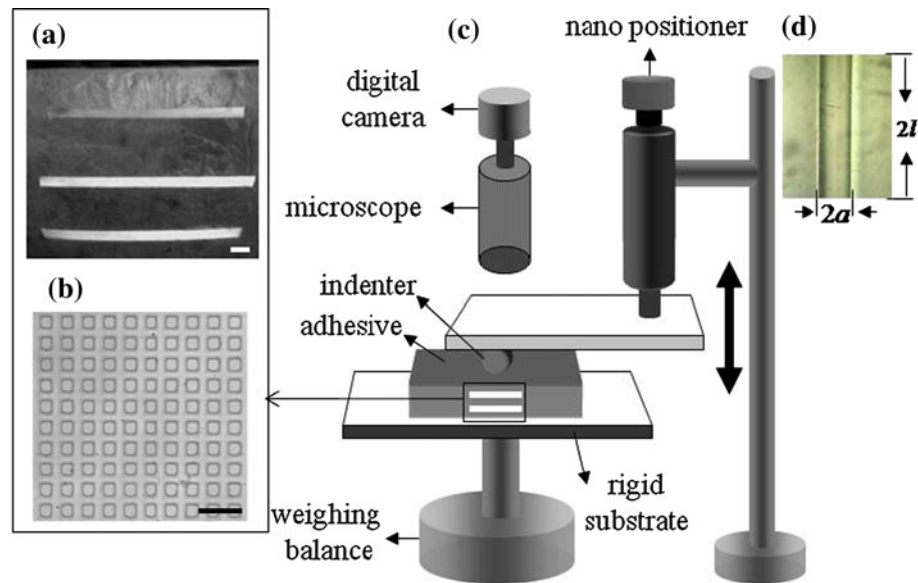 (a)
(b)
(c)
nano positioner
(d)
digital
camera
2l
2a
microscope
indenter
adhesive
rigid
substrate
weighing
balance